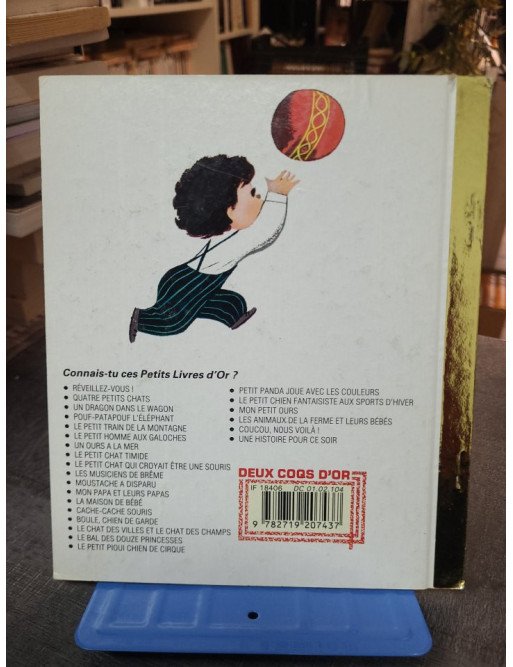 Connais-tu ces Petits Livres d'Or ?
• RÉVEILLEZ-VOUS !
• QUATRE PETITS CHATS
• UN DRAGON DANS LE WAGON
• POUF-PATAPOUF L'ÉLÉPHANT
• LE PETIT TRAIN DE LA MONTAGNE
• LE PETIT HOMME AUX GALOCHES
• UN OURS A LA MER
• LE PETIT CHAT TIMIDE
• LE PETIT CHAT QUI CROYAIT ÊTRE UNE SOURIS
• LES MUSICIENS DE BRÊME
• MOUSTACHE A DISPARU
• MON PAPA ET LEURS PAPAS
• LA MAISON DE BÉBÉ
• CACHE-CACHE SOURIS
• BOULE, CHIEN DE GARDE
• LE CHAT DES VILLES ET LE CHAT DES CHAMPS
• LE BAL DES DOUZE PRINCESSES
• LE PETIT PIQUI CHIEN DE CIRQUE
• PETIT PANDA JOUE AVEC LES COULEURS
• LE PETIT CHIEN FANTAISISTE AUX SPORTS D'HIVER
• MON PETIT OURS
• LES ANIMAUX DE LA FERME ET LEURS BÉBÉS
• COUCOU, NOUS VOILÀ !
• UNE HISTOIRE POUR CE SOIR
DEUX COQS D'OR
IF 18406 DC 01.02.104
9 782719 207437